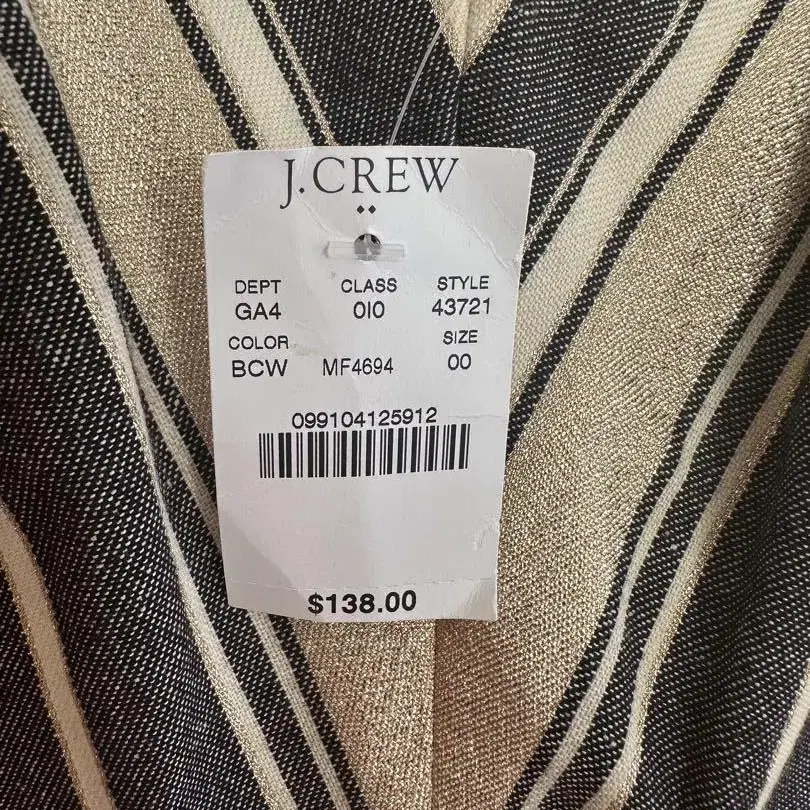 J.CREW
DEPT CLASS STYLE
GA4 010 43721
COLOR SIZE
BCW MF4694 00
099104125912
$138.00